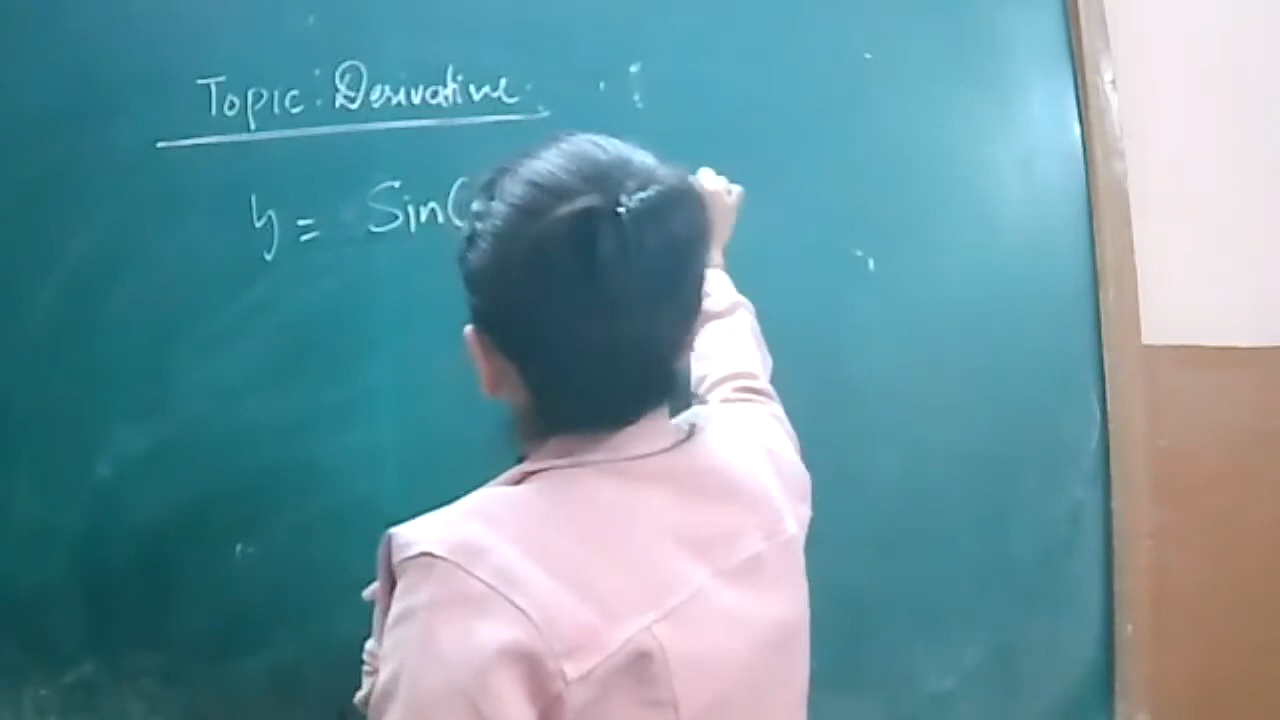 Topic: Derivative
y = Sin(